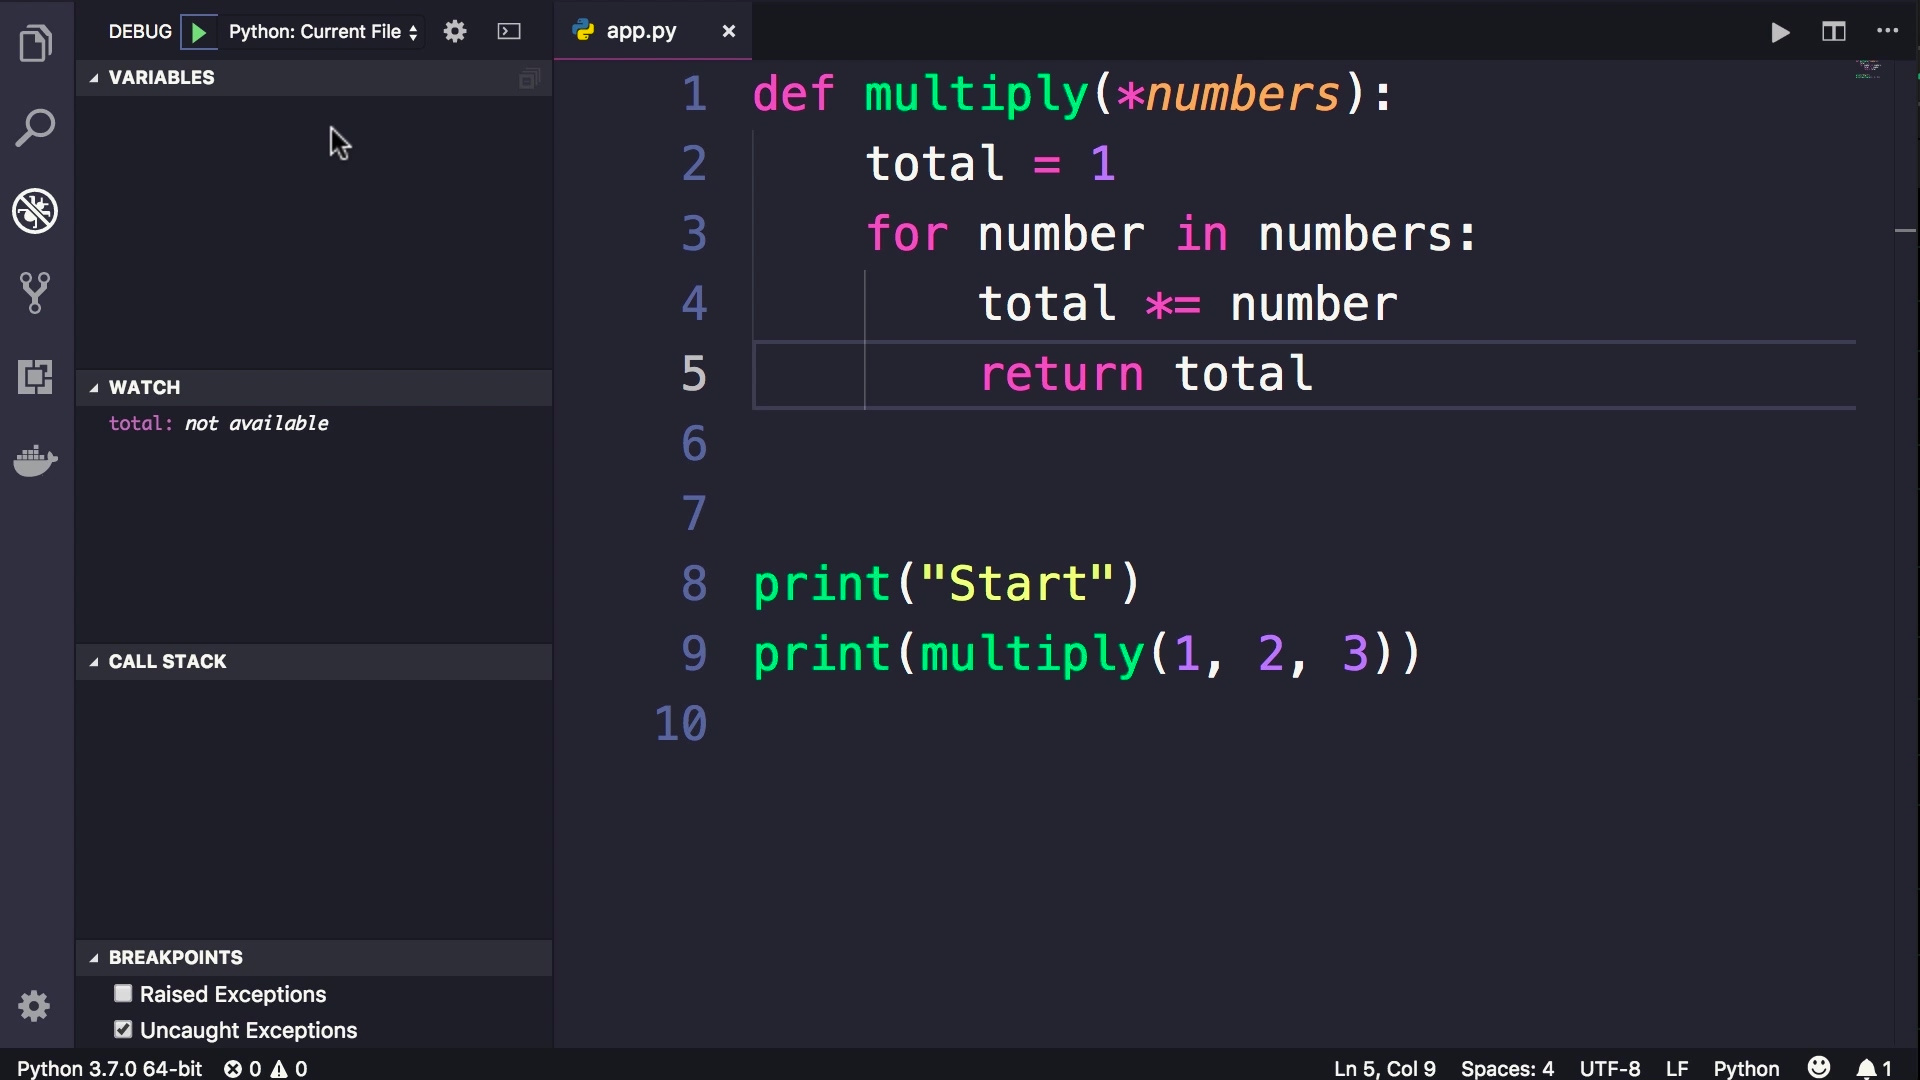 DEBUG Python: Current File
VARIABLES
WATCH
total: not available
CALL STACK
BREAKPOINTS
Raised Exceptions
Uncaught Exceptions
app.py ×
1 def multiply(*numbers):
2     total = 1
3     for number in numbers:
4         total *= number
5         return total
6
7
8 print("Start")
9 print(multiply(1, 2, 3))
10
Python 3.7.0 64-bit 0 0 Ln 5, Col 9 Spaces: 4 UTF-8 LF Python 1